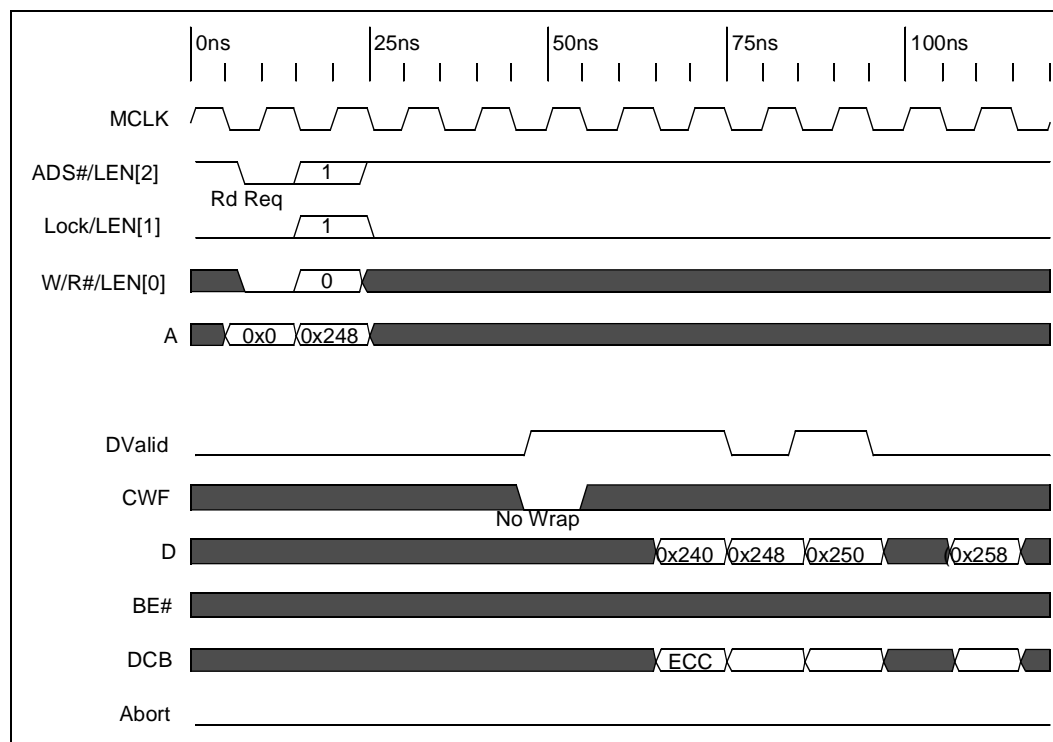 0ns 25ns 50ns 75ns 100ns
MCLK
ADS#/LEN[2] 1
Rd Req
Lock/LEN[1] 1
W/R#/LEN[0] 0
A 0x0 0x248
DValid
CWF
No Wrap
D 0x240 0x248 0x250 0x258
BE#
DCB ECC
Abort